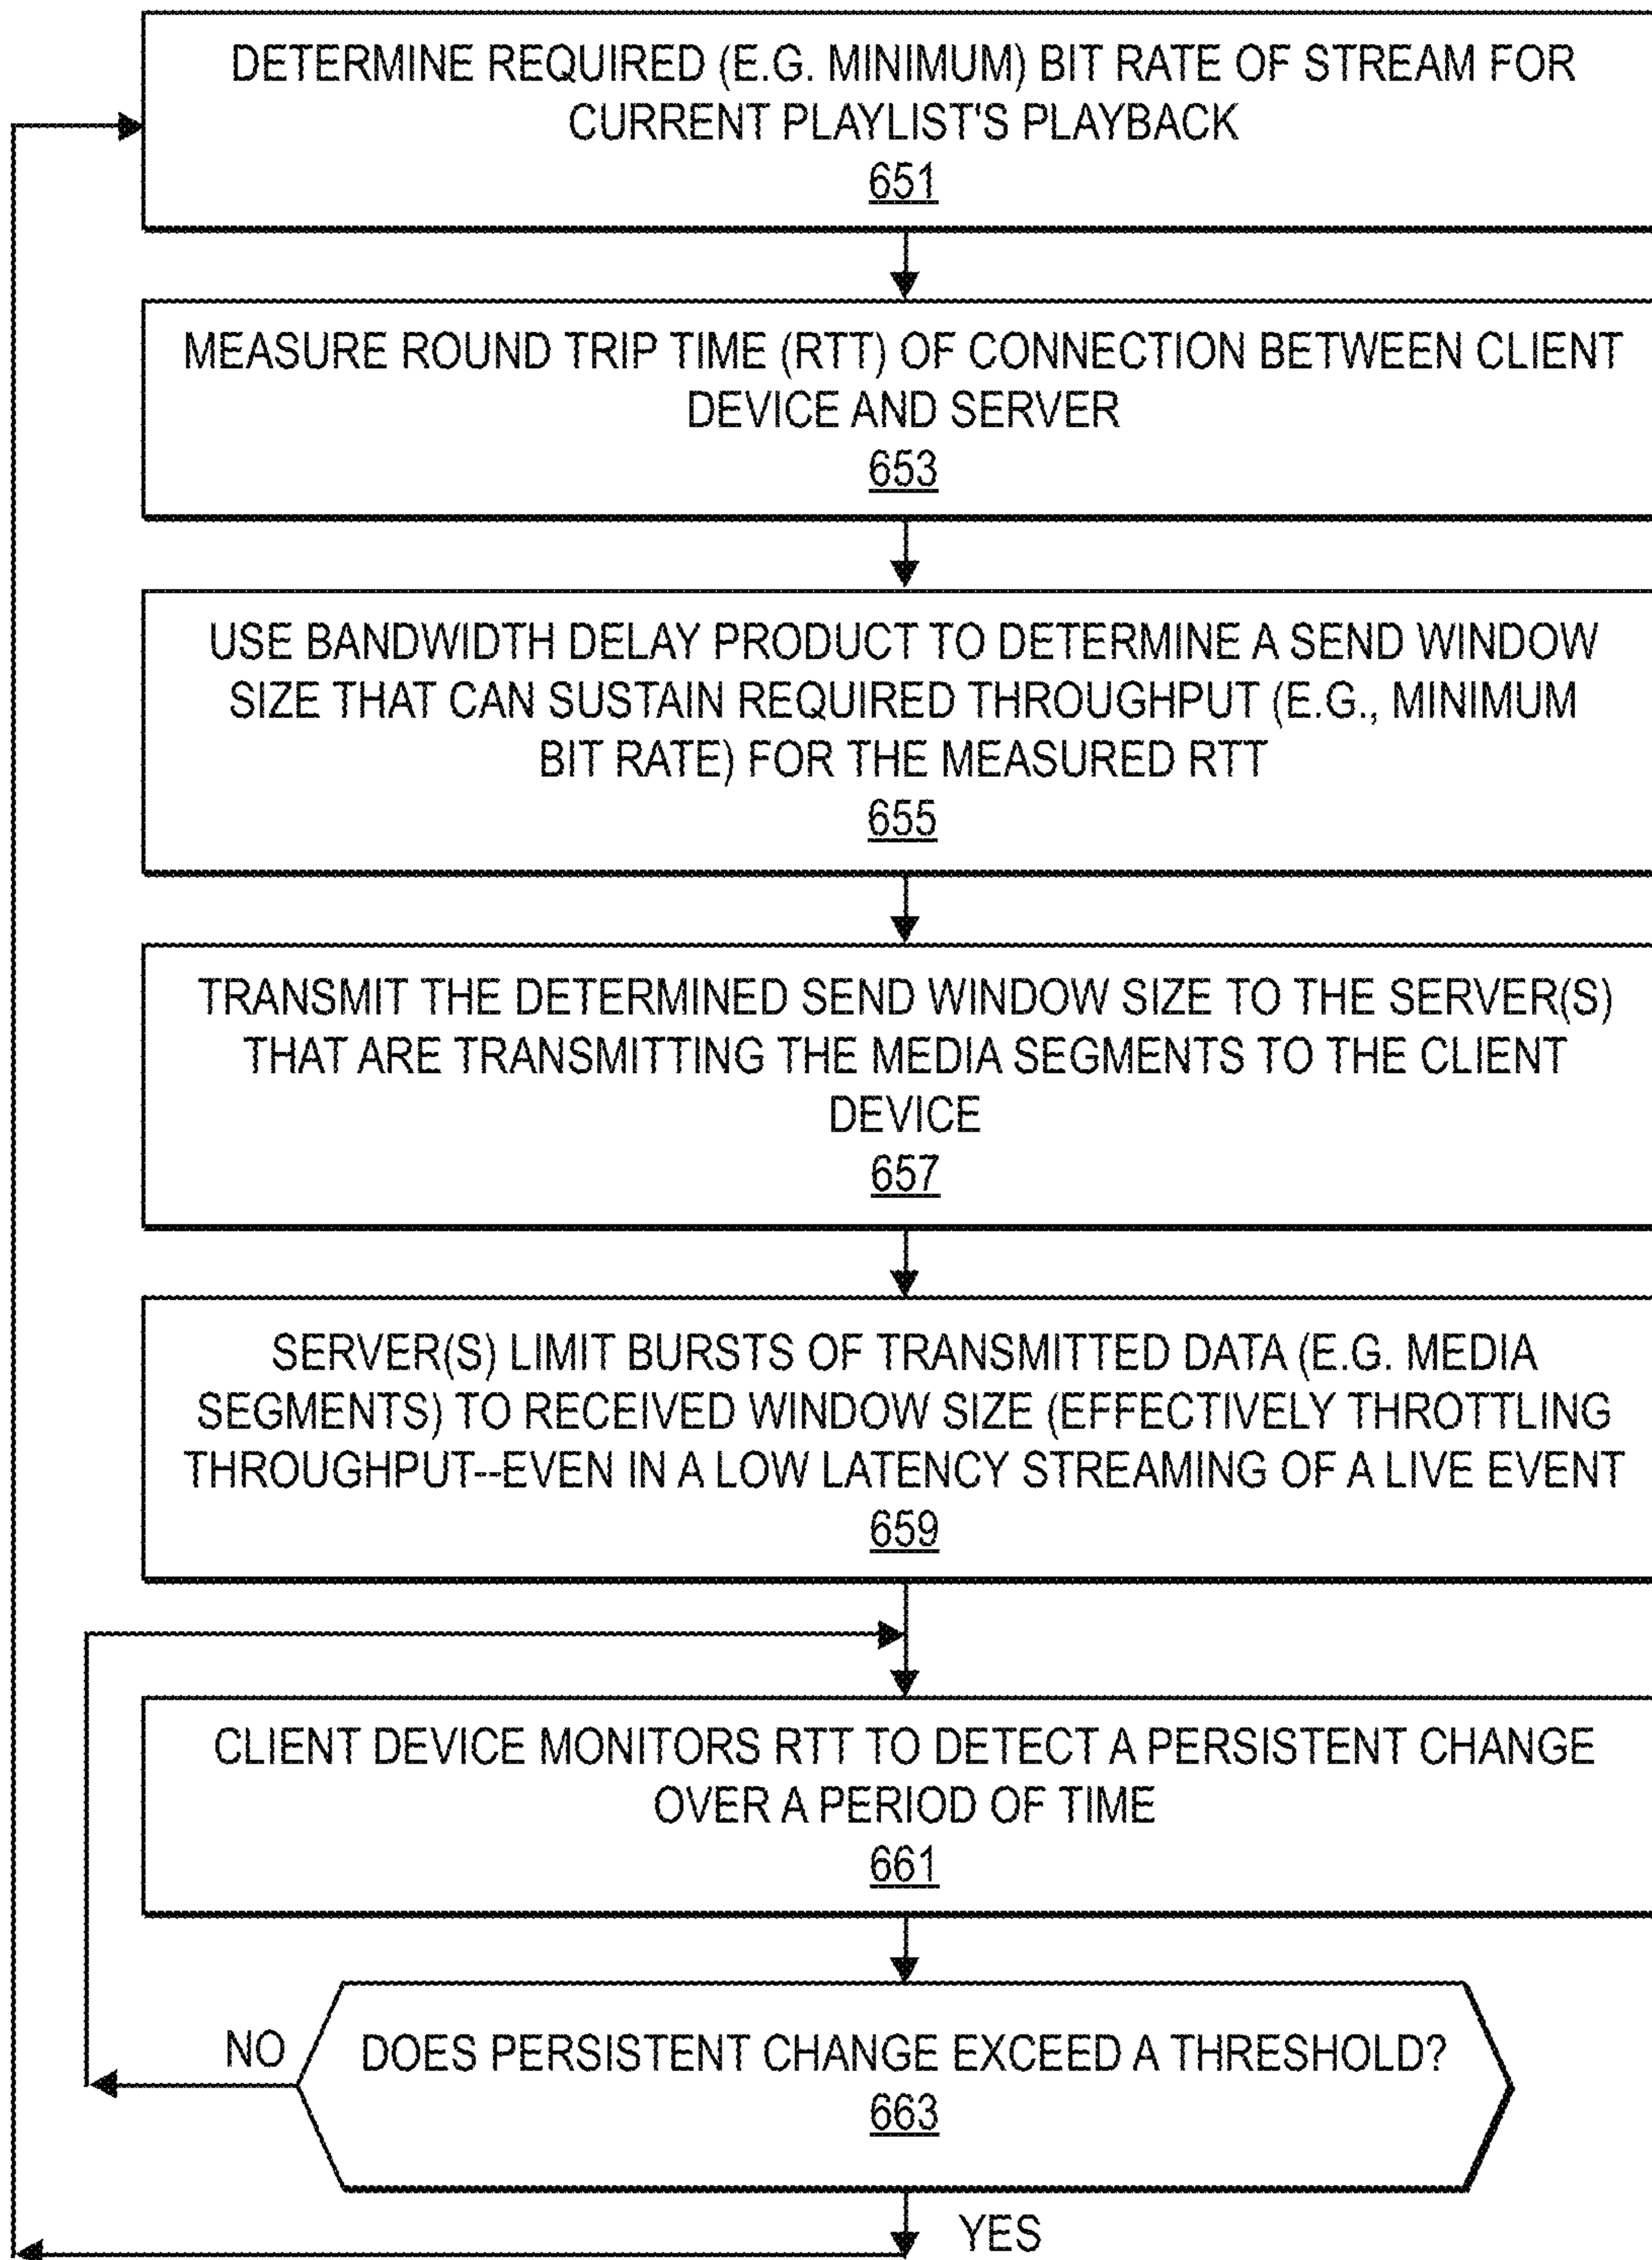 DETERMINE REQUIRED (E.G. MINIMUM) BIT RATE OF STREAM FOR
CURRENT PLAYLIST'S PLAYBACK
651
MEASURE ROUND TRIP TIME (RTT) OF CONNECTION BETWEEN CLIENT
DEVICE AND SERVER
653
USE BANDWIDTH DELAY PRODUCT TO DETERMINE A SEND WINDOW
SIZE THAT CAN SUSTAIN REQUIRED THROUGHPUT (E.G., MINIMUM
BIT RATE) FOR THE MEASURED RTT
655
TRANSMIT THE DETERMINED SEND WINDOW SIZE TO THE SERVER(S)
THAT ARE TRANSMITTING THE MEDIA SEGMENTS TO THE CLIENT
DEVICE
657
SERVER(S) LIMIT BURSTS OF TRANSMITTED DATA (E.G. MEDIA
SEGMENTS) TO RECEIVED WINDOW SIZE (EFFECTIVELY THROTTLING
THROUGHPUT--EVEN IN A LOW LATENCY STREAMING OF A LIVE EVENT
659
CLIENT DEVICE MONITORS RTT TO DETECT A PERSISTENT CHANGE
OVER A PERIOD OF TIME
661
NO
DOES PERSISTENT CHANGE EXCEED A THRESHOLD?
663
YES